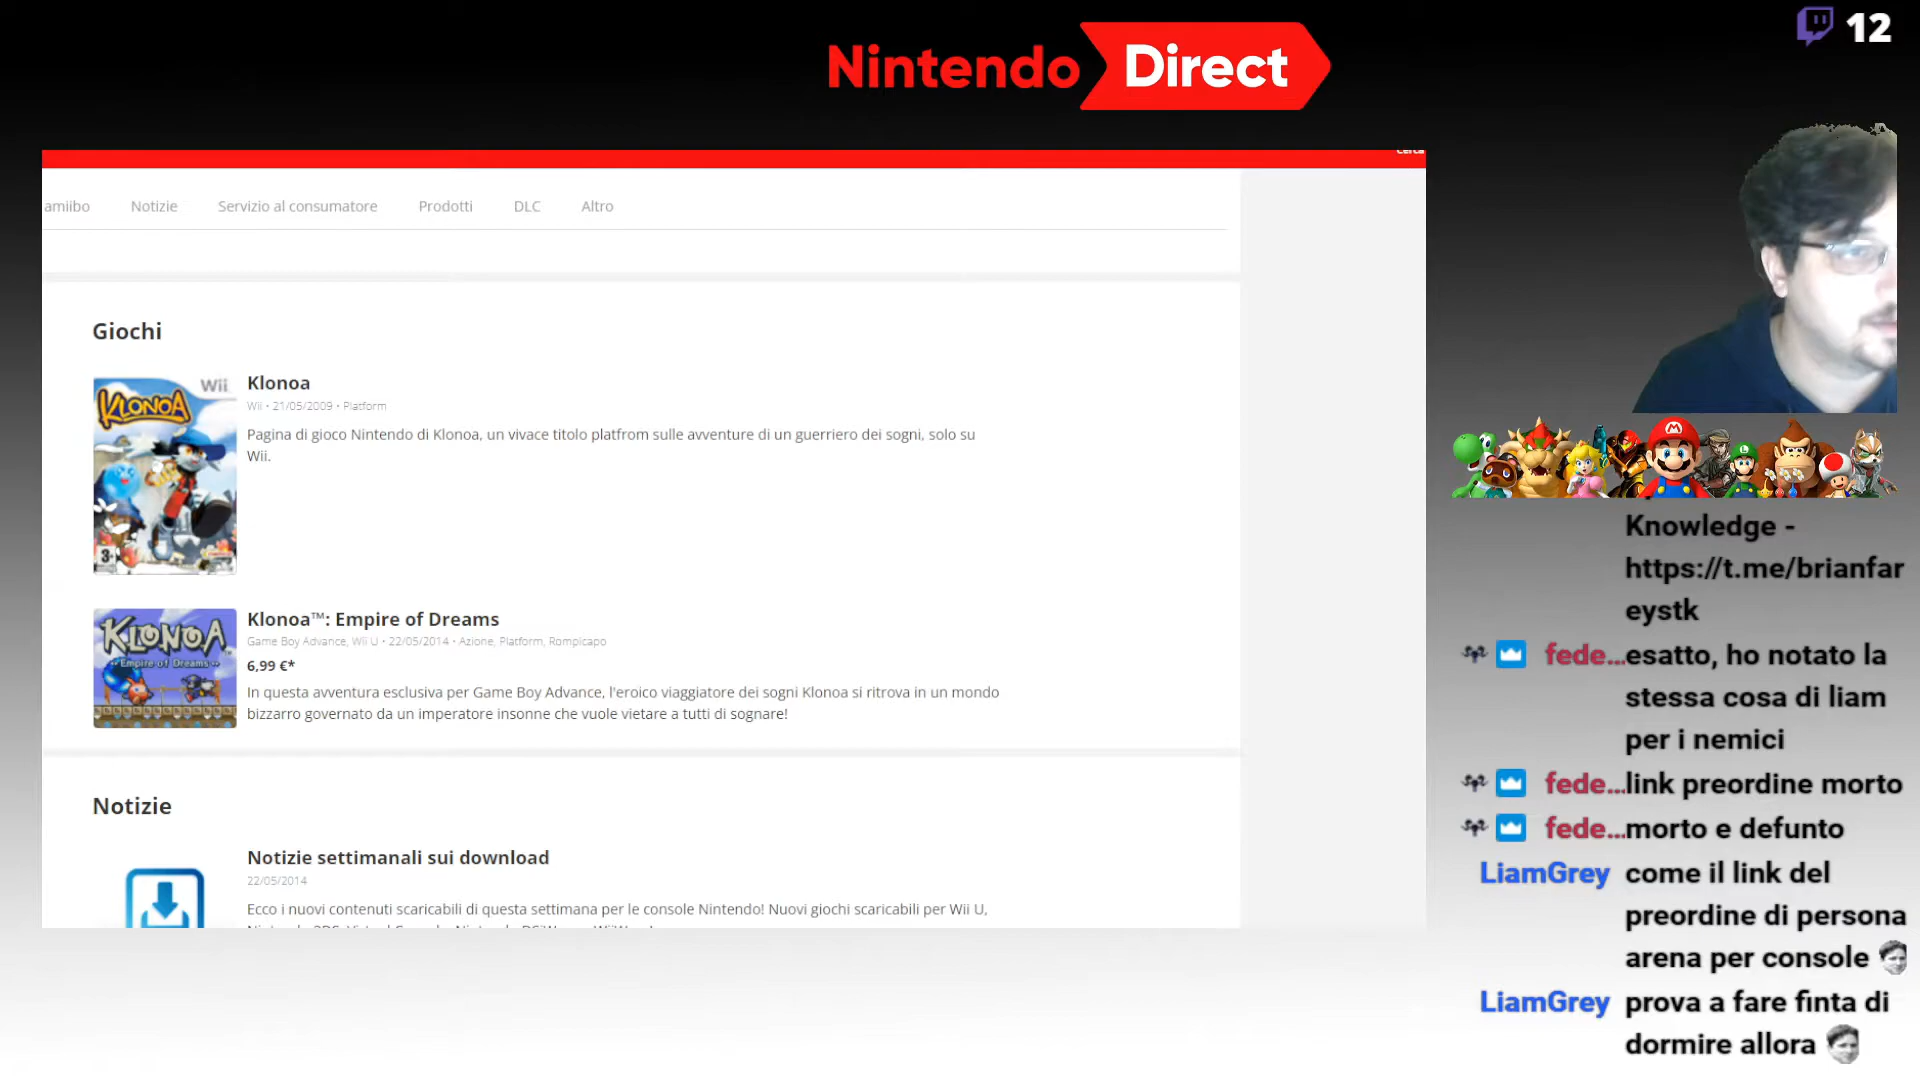 Nintendo Direct
12
Cerca
amiibo Notizie Servizio al consumatore Prodotti DLC Altro
Giochi
Wii
KLONOA
3+
Klonoa
Wii • 21/05/2009 • Platform
Pagina di gioco Nintendo di Klonoa, un vivace titolo platfrom sulle avventure di un guerriero dei sogni, solo su
Wii.
KLONOA
Empire of Dreams
Klonoa™: Empire of Dreams
Game Boy Advance, Wii U • 22/05/2014 • Azione, Platform, Rompicapo
6,99 €*
In questa avventura esclusiva per Game Boy Advance, l'eroico viaggiatore dei sogni Klonoa si ritrova in un mondo
bizzarro governato da un imperatore insonne che vuole vietare a tutti di sognare!
Notizie
Notizie settimanali sui download
22/05/2014
Ecco i nuovi contenuti scaricabili di questa settimana per le console Nintendo! Nuovi giochi scaricabili per Wii U,
Knowledge -
https://t.me/brianfar
eystk
fede...esatto, ho notato la
stessa cosa di liam
per i nemici
fede...link preordine morto
fede...morto e defunto
LiamGrey come il link del
preordine di persona
arena per console
LiamGrey prova a fare finta di
dormire allora